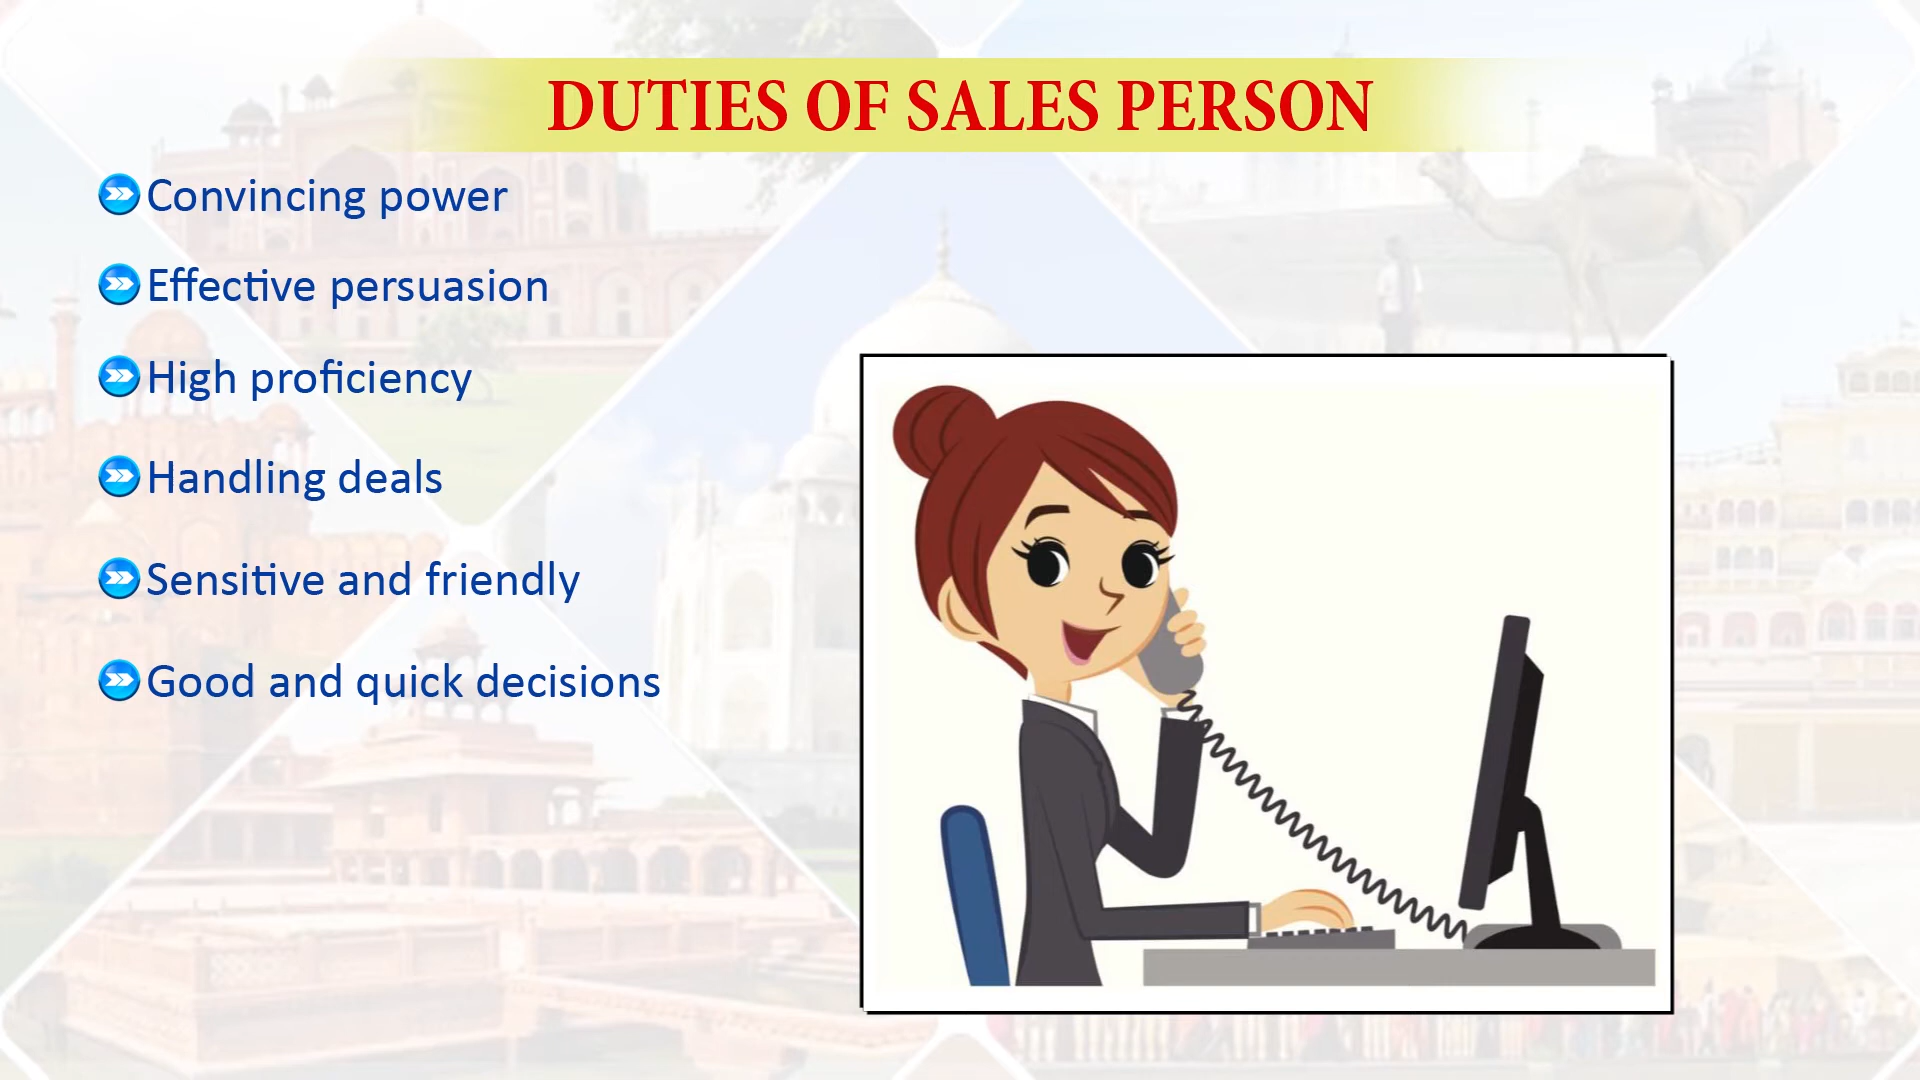 DUTIES OF SALES PERSON
Convincing power
Effective persuasion
High proficiency
Handling deals
Sensitive and friendly
Good and quick decisions